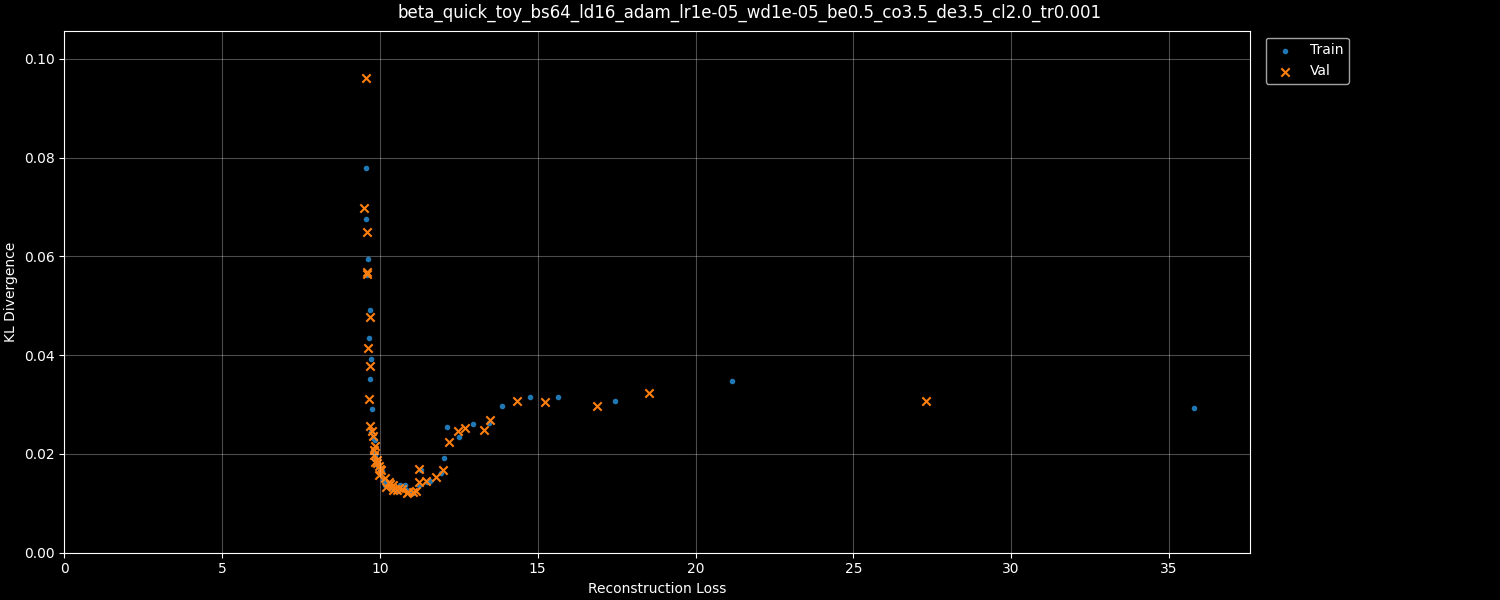 beta_quick_toy_bs64_ld16_adam_lr1e-05_wd1e-05_be0.5_co3.5_de3.5_cl2.0_tr0.001
Train
Val
KL Divergence
0.10
0.08
0.06
0.04
0.02
0.00
0 5 10 15 20 25 30 35
Reconstruction Loss